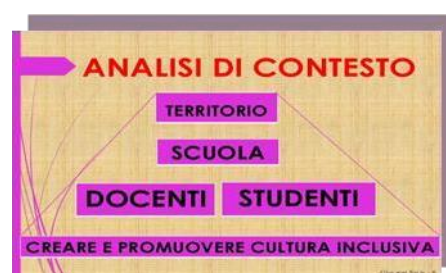 ANALISI DI CONTESTO
TERRITORIO
SCUOLA
DOCENTI STUDENTI
CREARE E PROMUOVERE CULTURA INCLUSIVA